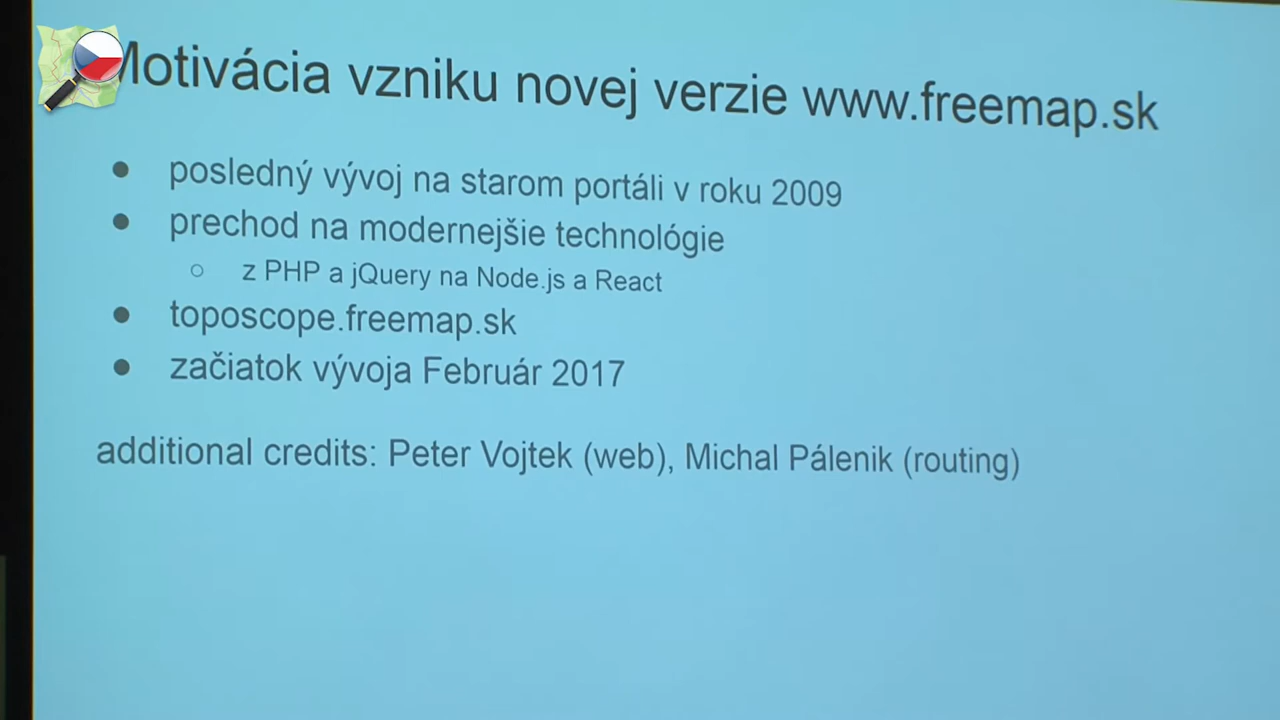 Motivácia vzniku novej verzie www.freemap.sk
● posledný vývoj na starom portáli v roku 2009
● prechod na modernejšie technológie
○ z PHP a jQuery na Node.js a React
● toposcope.freemap.sk
● začiatok vývoja Február 2017
additional credits: Peter Vojtek (web), Michal Pálenik (routing)